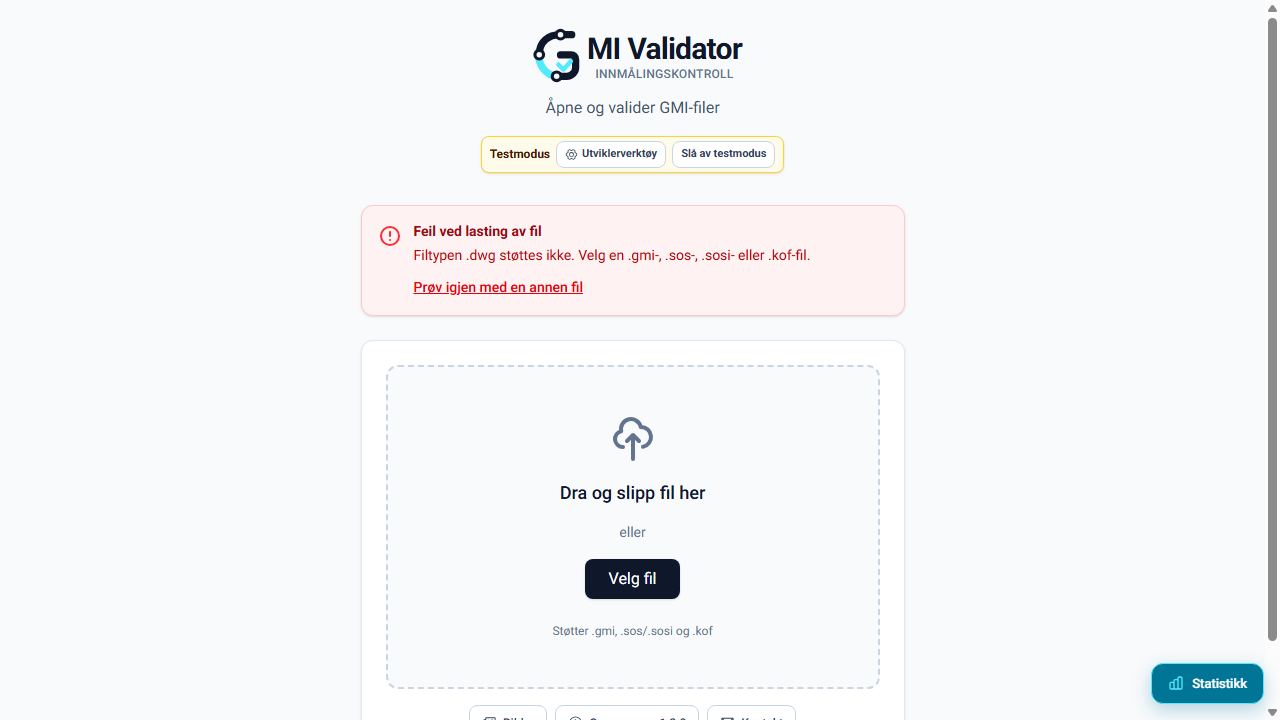 MI Validator
INNMÅLINGSKONTROLL
Åpne og valider GMI-filer
Testmodus Utviklerverktøy Slå av testmodus
Feil ved lasting av fil
Filtypen .dwg støttes ikke. Velg en .gmi-, .sos-, .sosi- eller .kof-fil.
Prøv igjen med en annen fil
Dra og slipp fil her
eller
Velg fil
Støtter .gmi, .sos/.sosi og .kof
Statistikk